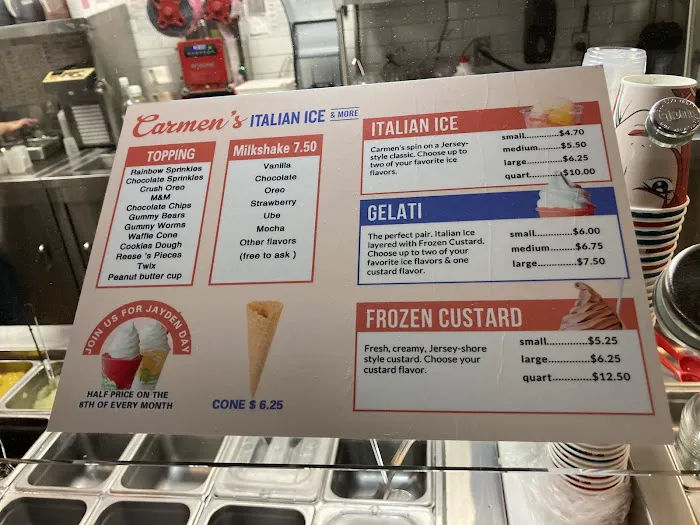 Carmen's ITALIAN ICE & MORE
TOPPING
Rainbow Sprinkles
Chocolate Sprinkles
Crush Oreo
M&M
Chocolate Chips
Gummy Bears
Gummy Worms
Waffle Cone
Cookies Dough
Reese 's Pieces
Twix
Peanut butter cup
Milkshake 7.50
Vanilla
Chocolate
Oreo
Strawberry
Ube
Mocha
Other flavors
(free to ask )
JOIN US FOR JAYDEN DAY
HALF PRICE ON THE
8TH OF EVERY MONTH
CONE $ 6.25
ITALIAN ICE
Carmen's spin on a Jersey-
style classic. Choose up to
two of your favorite ice
flavors.
small..............$4.70
medium..........$5.50
large..............$6.25
quart.............$10.00
GELATI
The perfect pair. Italian Ice
layered with Frozen Custard.
Choose up to two of your
favorite ice flavors & one
custard flavor.
small..............$6.00
medium..........$6.75
large..............$7.50
FROZEN CUSTARD
Fresh, creamy, Jersey-shore
style custard. Choose your
custard flavor.
small..............$5.25
large..............$6.25
quart.............$12.50